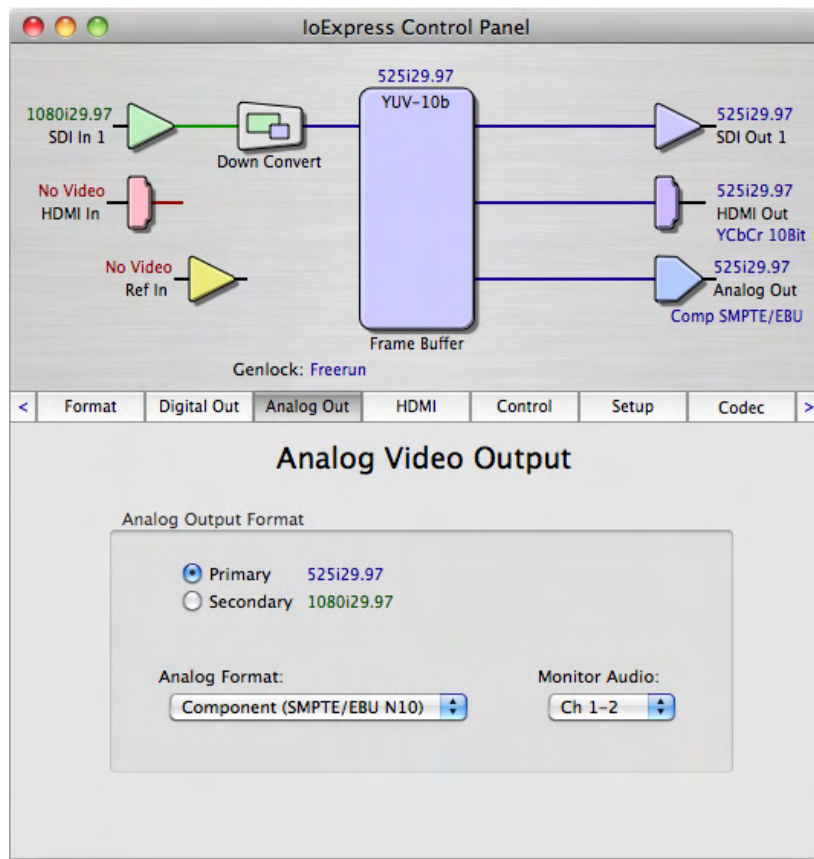 IoExpress Control Panel
525i29.97
YUV-10b
1080i29.97
SDI In 1
Down Convert
525i29.97
SDI Out 1
No Video
HDMI In
525i29.97
HDMI Out
YCbCr 10Bit
No Video
Ref In
525i29.97
Analog Out
Comp SMPTE/EBU
Frame Buffer
Genlock: Freerun
< Format Digital Out Analog Out HDMI Control Setup Codec >
Analog Video Output
Analog Output Format
Primary 525i29.97
Secondary 1080i29.97
Analog Format: Monitor Audio:
Component (SMPTE/EBU N10) Ch 1-2